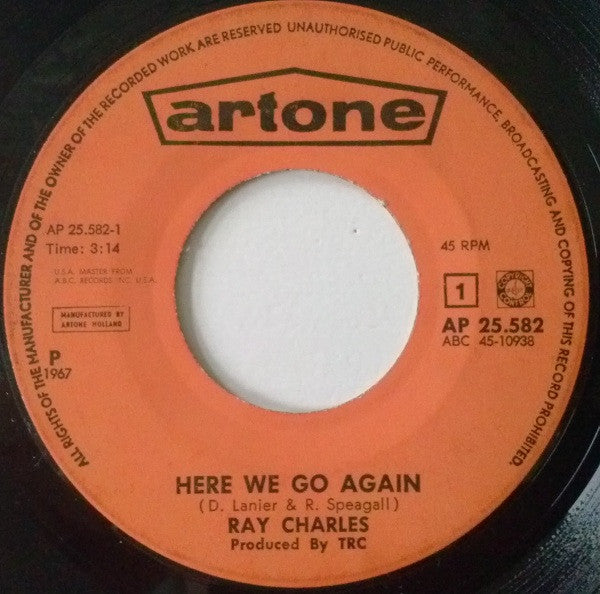 ALL RIGHTS OF THE MANUFACTURER AND OF THE OWNER OF THE RECORDED WORK ARE RESERVED UNAUTHORISED PUBLIC PERFORMANCE, BROADCASTING AND COPYING OF THIS RECORD PROHIBITED.
artone
AP 25.582-1
Time: 3:14
45 RPM
U.S.A. MASTER FROM
A.B.C. RECORDS INC. U.S.A.
1
MANUFACTURED BY
ARTONE HOLLAND
AP 25.582
ABC 45-10938
P
1967
HERE WE GO AGAIN
(D. Lanier & R. Speagall)
RAY CHARLES
Produced By TRC